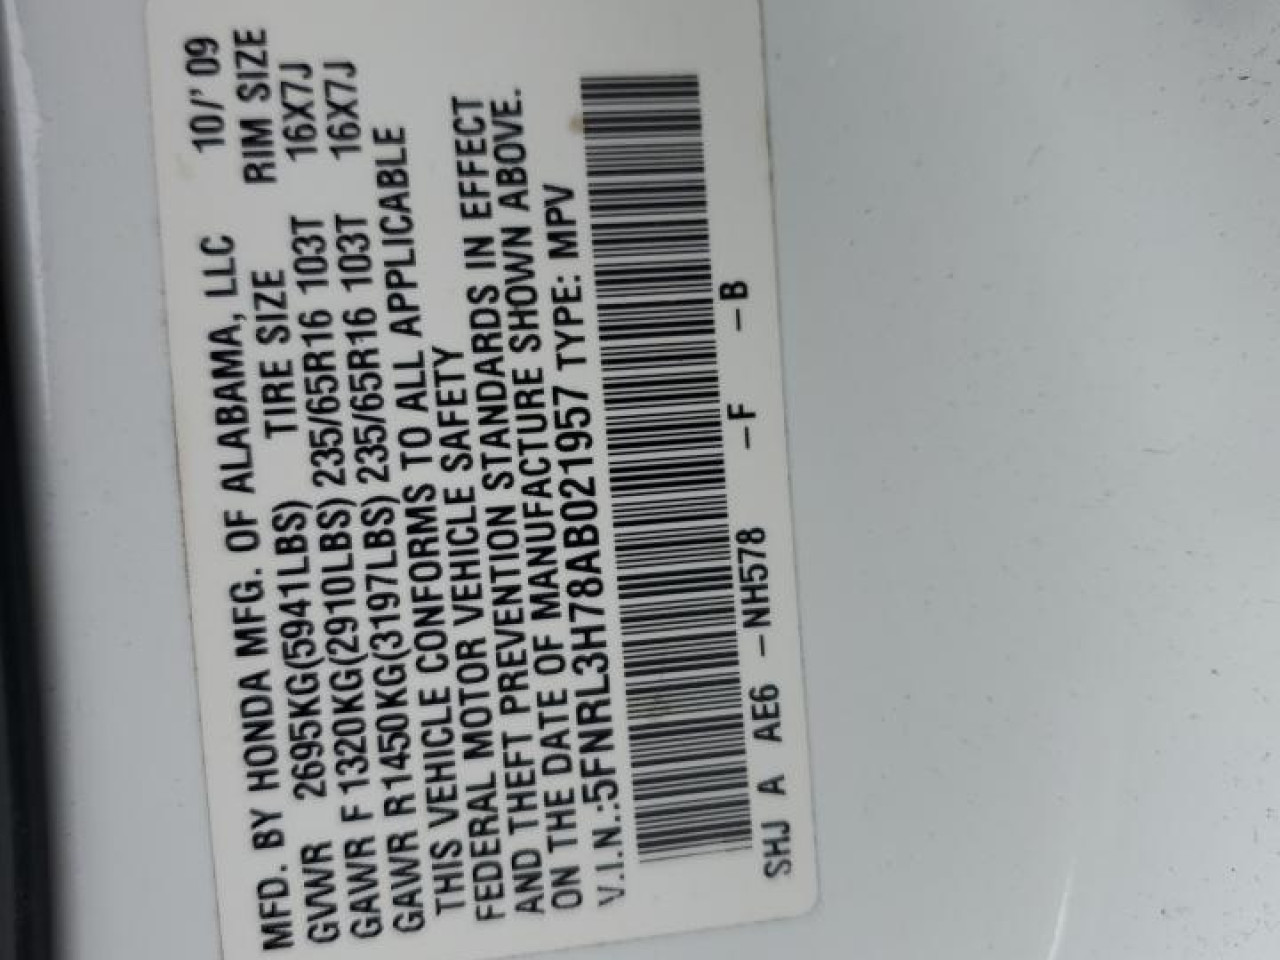 MFD. BY HONDA MFG. OF ALABAMA, LLC 10/' 09
GVWR 2695KG(5941LBS) TIRE SIZE RIM SIZE
GAWR F 1320KG(2910LBS) 235/65R16 103T 16X7J
GAWR R1450KG(3197LBS) 235/65R16 103T 16X7J
THIS VEHICLE CONFORMS TO ALL APPLICABLE
FEDERAL MOTOR VEHICLE SAFETY
AND THEFT PREVENTION STANDARDS IN EFFECT
ON THE DATE OF MANUFACTURE SHOWN ABOVE.
V.I.N.:5FNRL3H78AB021957 TYPE: MPV
SHJ A AE6 -NH578 -F -B